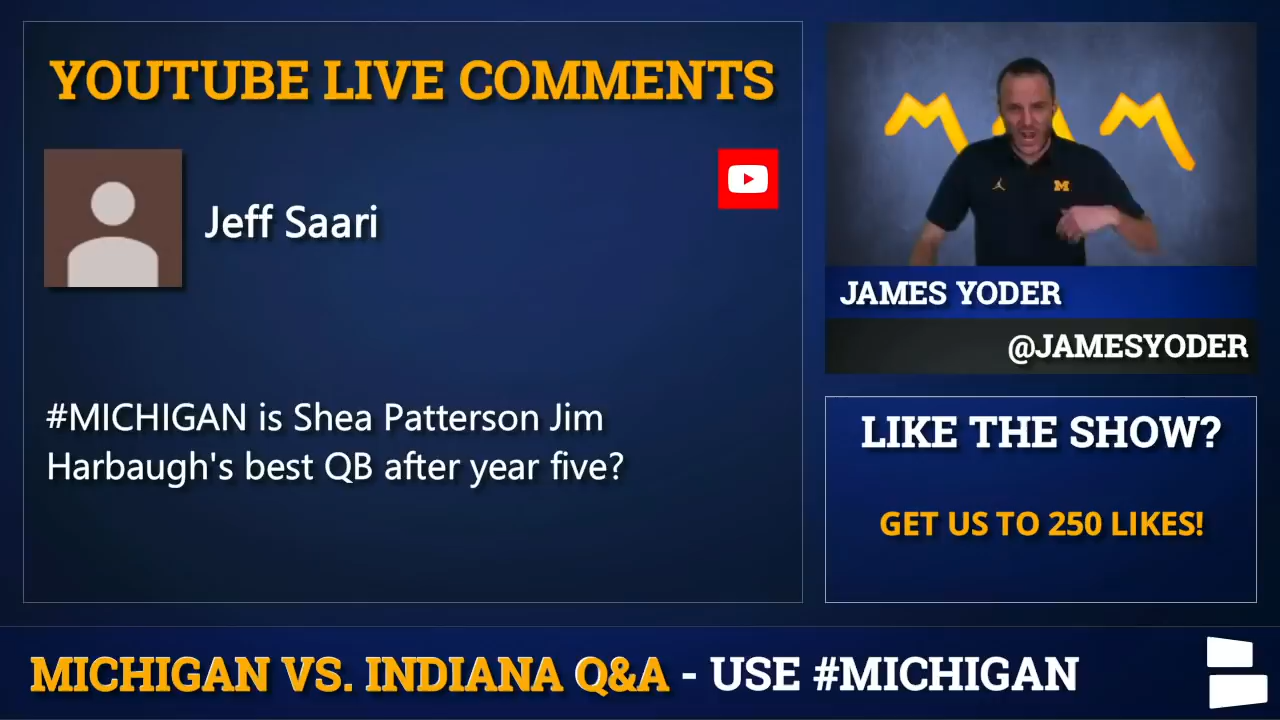 YOUTUBE LIVE COMMENTS
Jeff Saari
#MICHIGAN is Shea Patterson Jim
Harbaugh's best QB after year five?
M
JAMES YODER
@JAMESYODER
LIKE THE SHOW?
GET US TO 250 LIKES!
MICHIGAN VS. INDIANA Q&A - USE #MICHIGAN